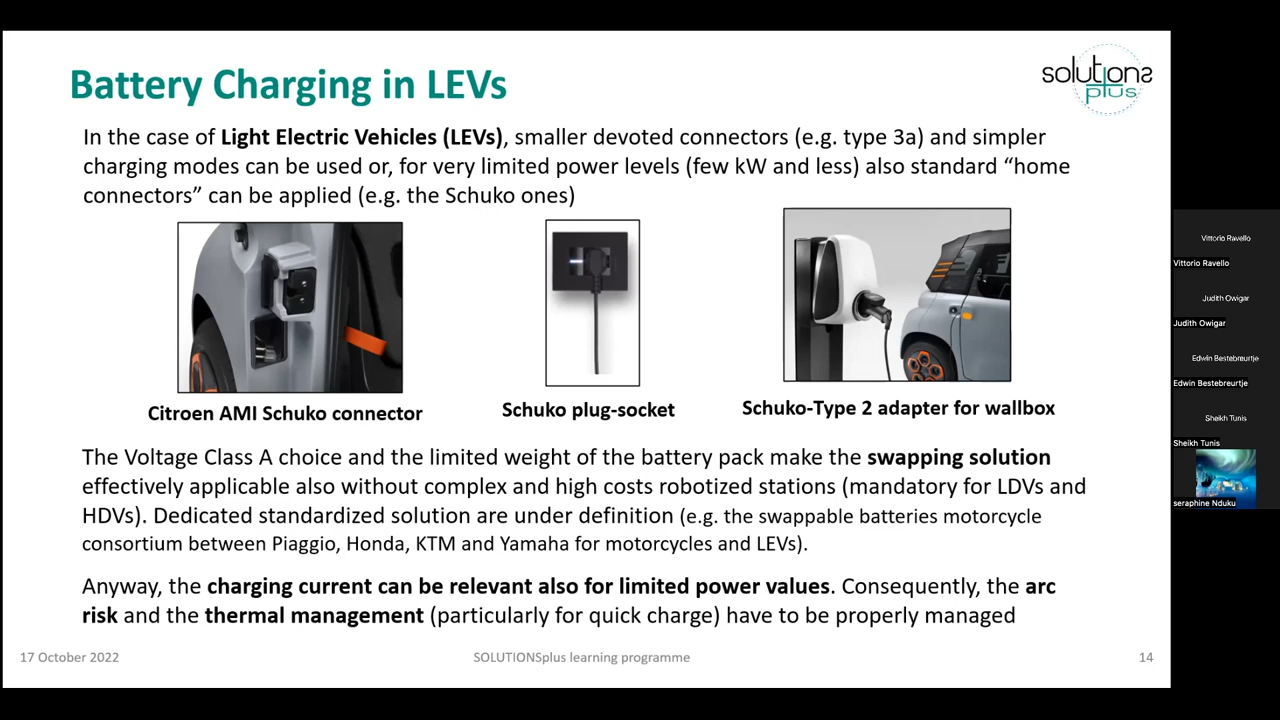 Battery Charging in LEVs
solutions
plus
In the case of Light Electric Vehicles (LEVs), smaller devoted connectors (e.g. type 3a) and simpler
charging modes can be used or, for very limited power levels (few kW and less) also standard “home
connectors” can be applied (e.g. the Schuko ones)
Citroen AMI Schuko connector
Schuko plug-socket
Schuko-Type 2 adapter for wallbox
The Voltage Class A choice and the limited weight of the battery pack make the swapping solution
effectively applicable also without complex and high costs robotized stations (mandatory for LDVs and
HDVs). Dedicated standardized solution are under definition (e.g. the swappable batteries motorcycle
consortium between Piaggio, Honda, KTM and Yamaha for motorcycles and LEVs).
Anyway, the charging current can be relevant also for limited power values. Consequently, the arc
risk and the thermal management (particularly for quick charge) have to be properly managed
17 October 2022
SOLUTIONSplus learning programme
14
Vittorio Ravello
Vittorio Ravello
Judith Owigar
Judith Owigar
Edwin Bestebreurtje
Edwin Bestebreurtje
Sheikh Tunis
Sheikh Tunis
seraphine Nduku